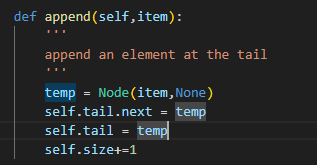 def append(self,item):
    '''
    append an element at the tail
    '''
    temp = Node(item,None)
    self.tail.next = temp
    self.tail = temp
    self.size+=1